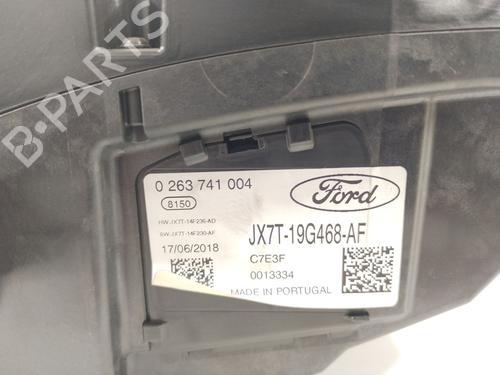 B-PARTS
0 263 741 004
8150
HW:JX7T-14F236-AD
SW:JX7T-14F230-AF
17/06/2018
Ford
JX7T-19G468-AF
C7E3F
0013334
MADE IN PORTUGAL